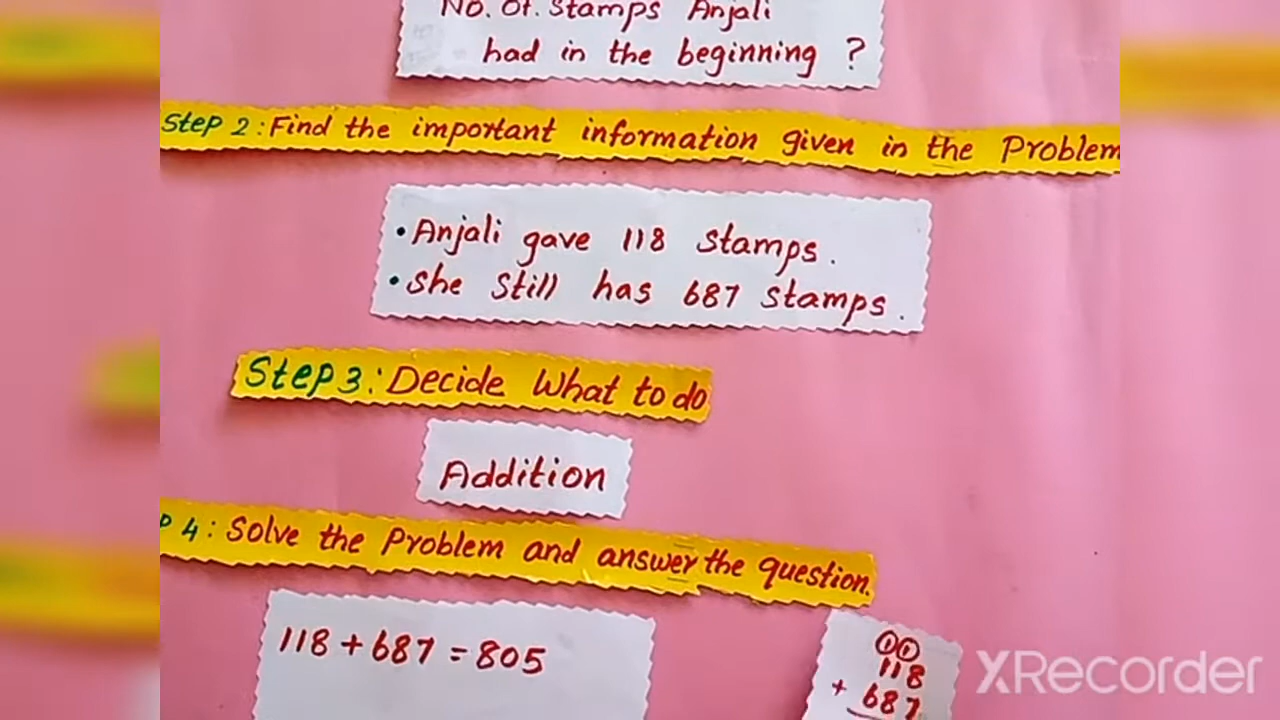 No. of. Stamps Anjali
had in the beginning ?
Step 2 : Find the important information given in the Problem
• Anjali gave 118 Stamps.
• She Still has 687 Stamps.
Step 3 : Decide What to do
Addition
P 4 : Solve the Problem and answer the question.
118 + 687 = 805
1 1
118
+ 687
XRecorder